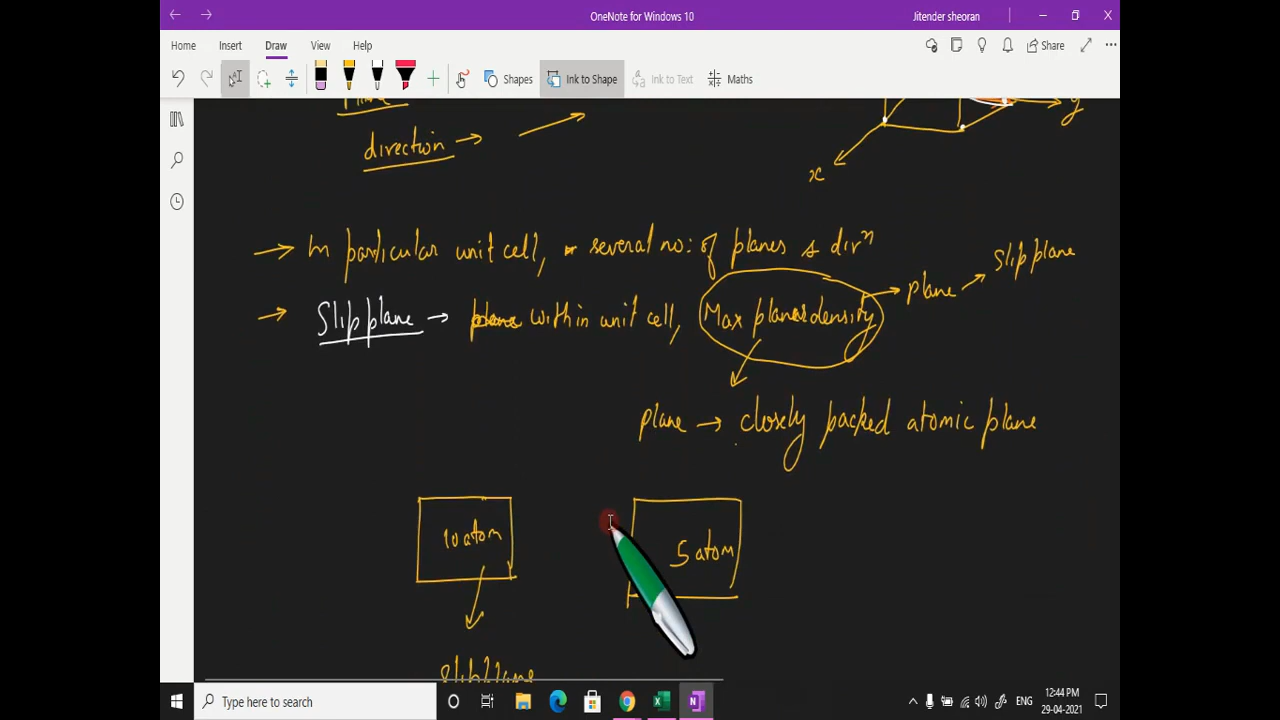 OneNote for Windows 10
Jitender sheoran
Home Insert Draw View Help
Share
Shapes
Ink to Shape
Ink to Text
Maths
direction →
y
x
→ In particular unit cell, several no: of planes & dirⁿ
→ Slip plane → plane within unit cell, Max planar density → plane → Slip plane
plane → closely packed atomic plane
10 atom
5 atom
slip plane
Type here to search
ENG
12:44 PM
29-04-2021